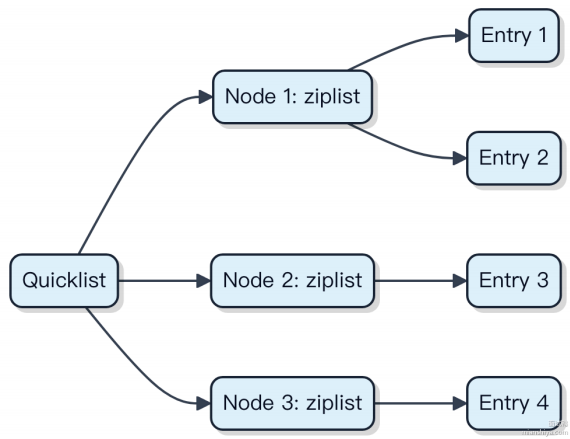 Entry 1
Node 1: ziplist
Entry 2
Quicklist
Node 2: ziplist
Entry 3
Node 3: ziplist
Entry 4